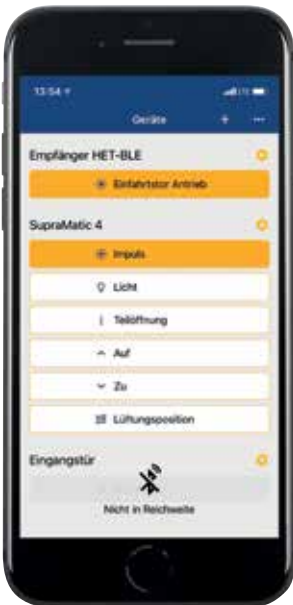 13:54
Geräte
Empfänger HET-BLE
Einfahrtstor Antrieb
SupraMatic 4
Impuls
Licht
Teilöffnung
Auf
Zu
Lüftungsposition
Eingangstür
Nicht in Reichweite